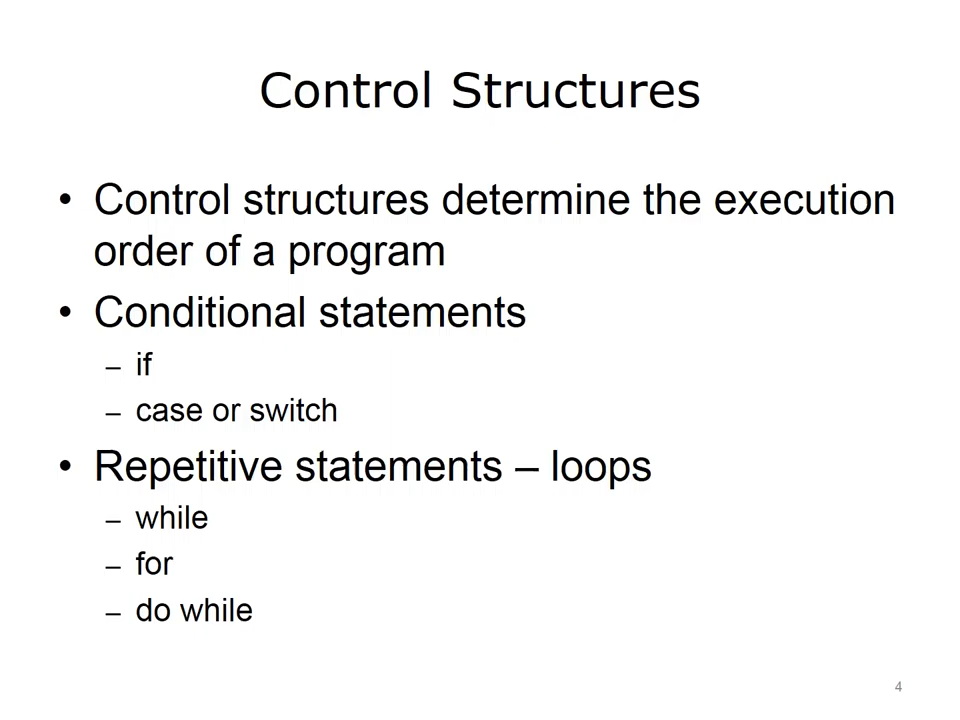 Control Structures
• Control structures determine the execution
order of a program
• Conditional statements
– if
– case or switch
• Repetitive statements – loops
– while
– for
– do while
4